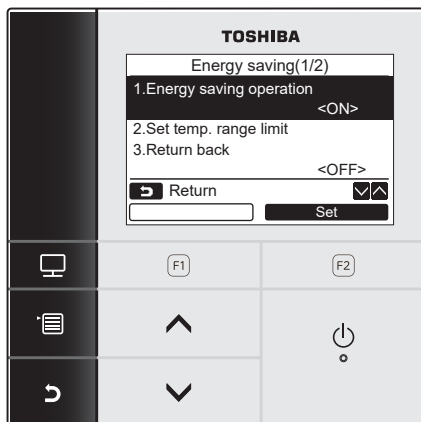 TOSHIBA
Energy saving(1/2)
1.Energy saving operation
<ON>
2.Set temp. range limit
3.Return back
<OFF>
Return
Set
F1
F2